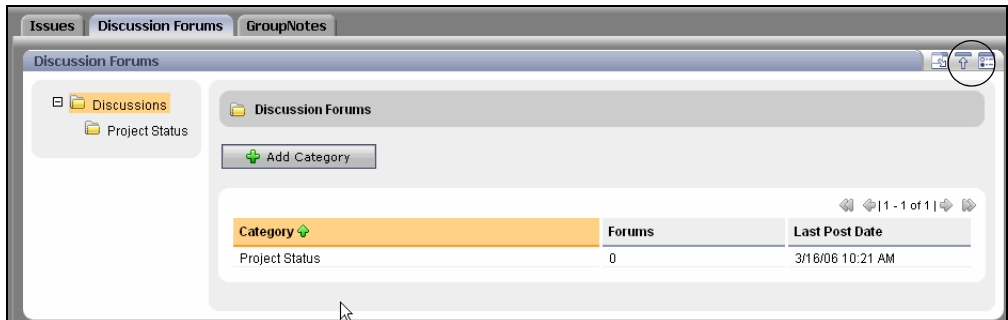 Issues Discussion Forums GroupNotes
Discussion Forums
Discussions
Project Status
Discussion Forums
Add Category
| 1 - 1 of 1 |
Category Forums Last Post Date
Project Status 0 3/16/06 10:21 AM